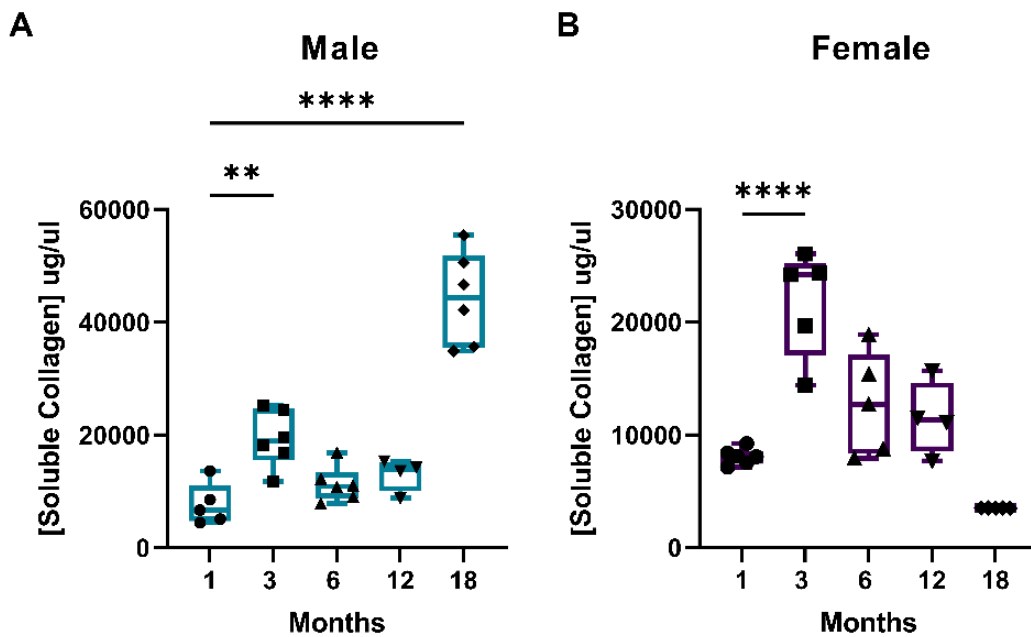 A
Male
****
**
[Soluble Collagen] ug/ul
60000
40000
20000
0
1 3 6 12 18
Months
B
Female
****
[Soluble Collagen] ug/ul
30000
20000
10000
0
1 3 6 12 18
Months